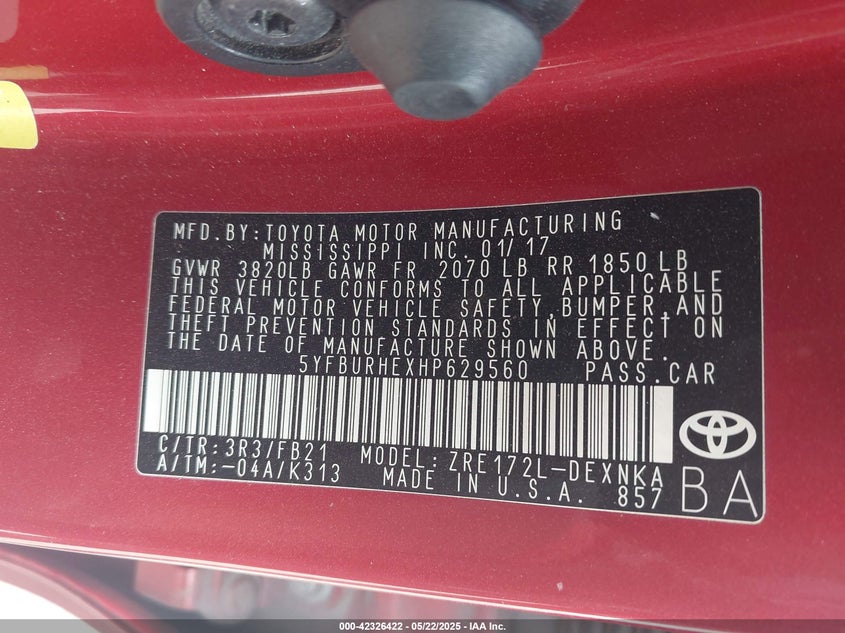 MFD. BY: TOYOTA MOTOR MANUFACTURING
MISSISSIPPI INC. 01/17
GVWR 3820LB GAWR FR 2070 LB RR 1850 LB
THIS VEHICLE CONFORMS TO ALL APPLICABLE
FEDERAL MOTOR VEHICLE SAFETY, BUMPER, AND
THEFT PREVENTION STANDARDS IN EFFECT ON
THE DATE OF MANUFACTURE SHOWN ABOVE.
5YFBURHEXHP629560 PASS.CAR
C/TR: 3R3/FB21 MODEL: ZRE172L-DEXNKA
A/TM: -04A/K313 MADE IN U.S.A. 857
BA
000-42326422 - 05/22/2025 - IAA Inc.